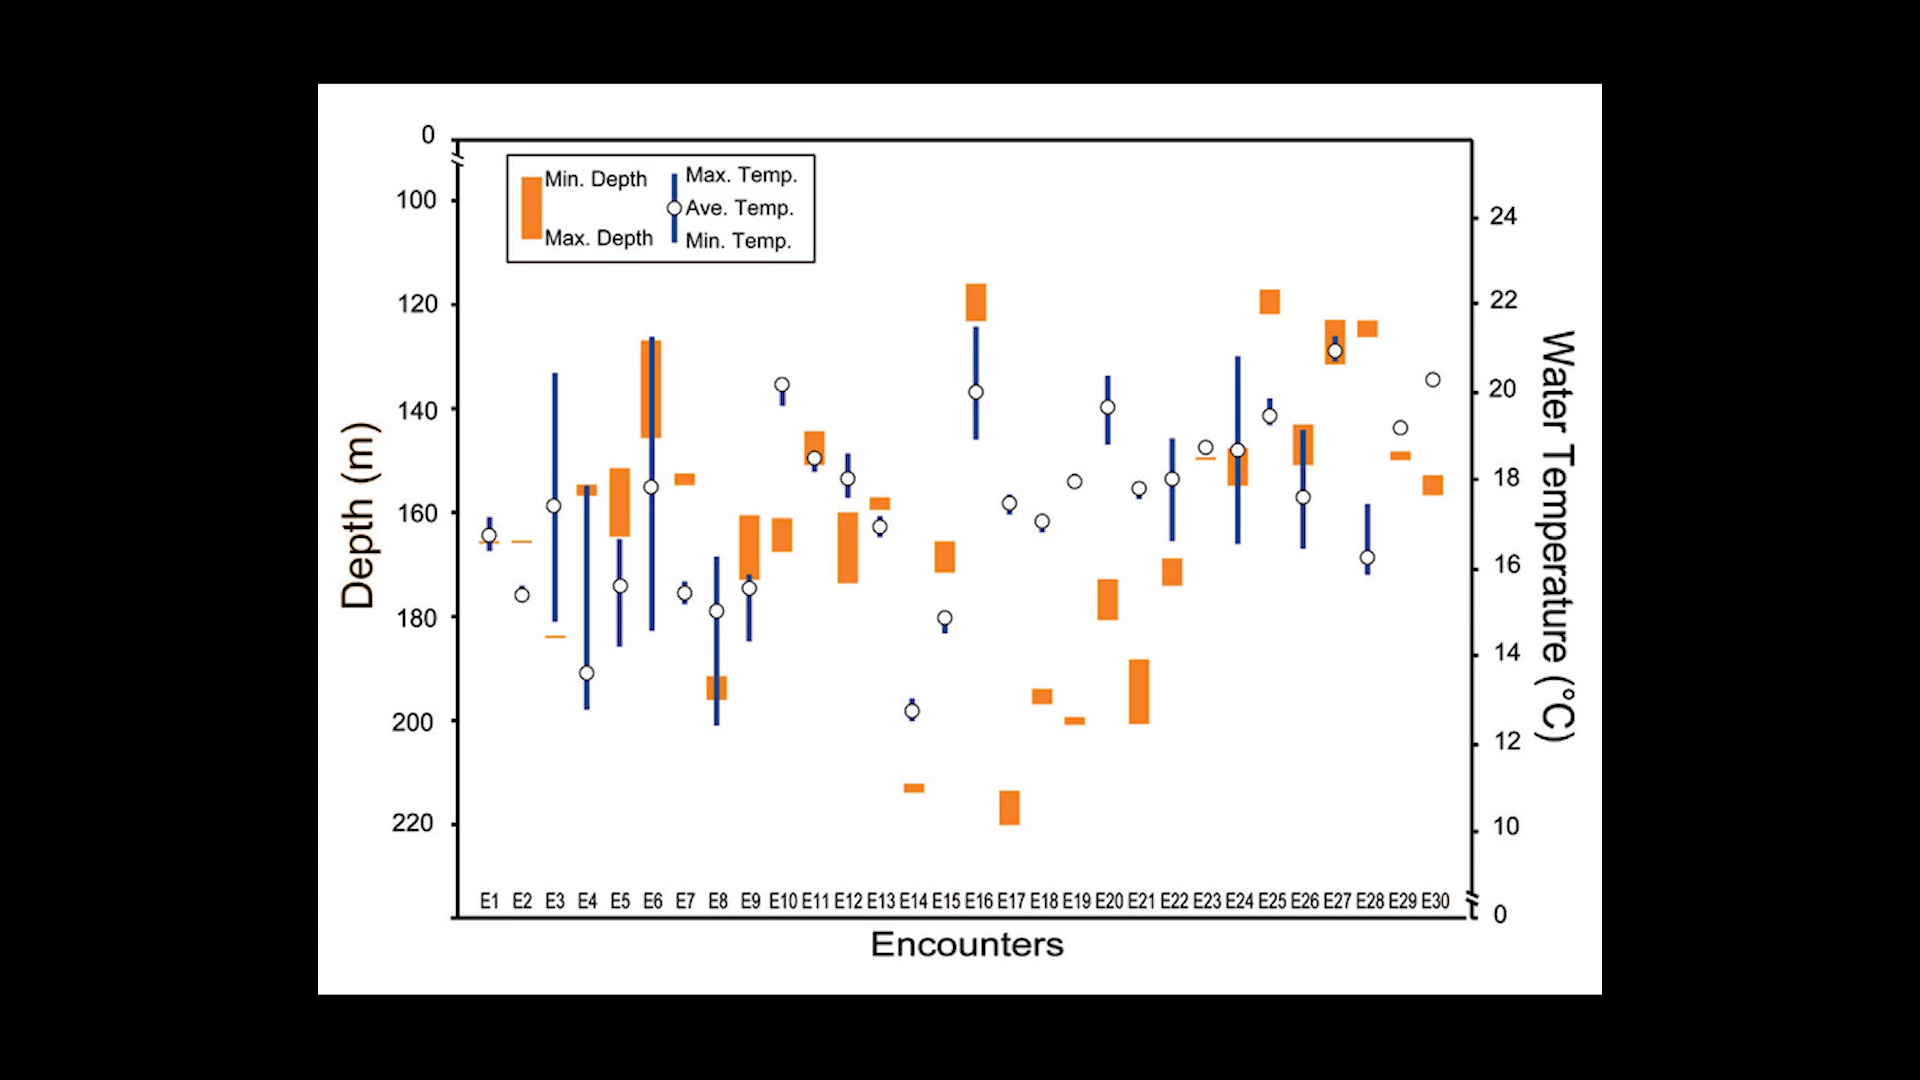 0
100
120
140
160
180
200
220
Depth (m)
Min. Depth
Max. Depth
Max. Temp.
Ave. Temp.
Min. Temp.
24
22
20
18
16
14
12
10
0
Water Temperature (°C)
E1 E2 E3 E4 E5 E6 E7 E8 E9 E10 E11 E12 E13 E14 E15 E16 E17 E18 E19 E20 E21 E22 E23 E24 E25 E26 E27 E28 E29 E30
Encounters